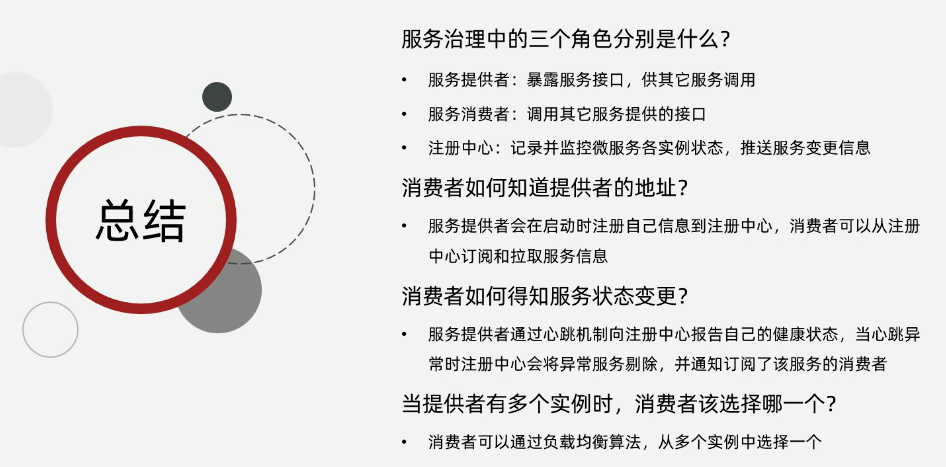 总结
服务治理中的三个角色分别是什么？
• 服务提供者：暴露服务接口，供其它服务调用
• 服务消费者：调用其它服务提供的接口
• 注册中心：记录并监控微服务各实例状态，推送服务变更信息
消费者如何知道提供者的地址？
• 服务提供者会在启动时注册自己信息到注册中心，消费者可以从注册
中心订阅和拉取服务信息
消费者如何得知服务状态变更？
• 服务提供者通过心跳机制向注册中心报告自己的健康状态，当心跳异
常时注册中心会将异常服务剔除，并通知订阅了该服务的消费者
当提供者有多个实例时，消费者该选择哪一个？
• 消费者可以通过负载均衡算法，从多个实例中选择一个